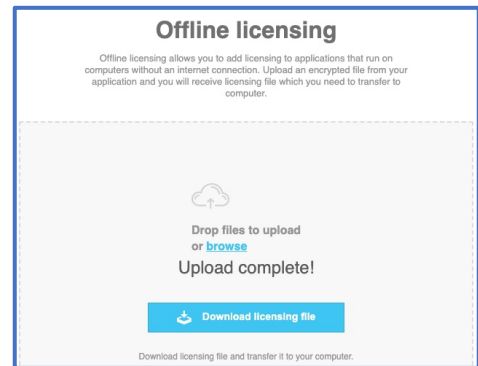 Offline licensing
Offline licensing allows you to add licensing to applications that run on
computers without an internet connection. Upload an encrypted file from your
application and you will receive licensing file which you need to transfer to
computer.
Drop files to upload
or browse
Upload complete!
Download licensing file
Download licensing file and transfer it to your computer.